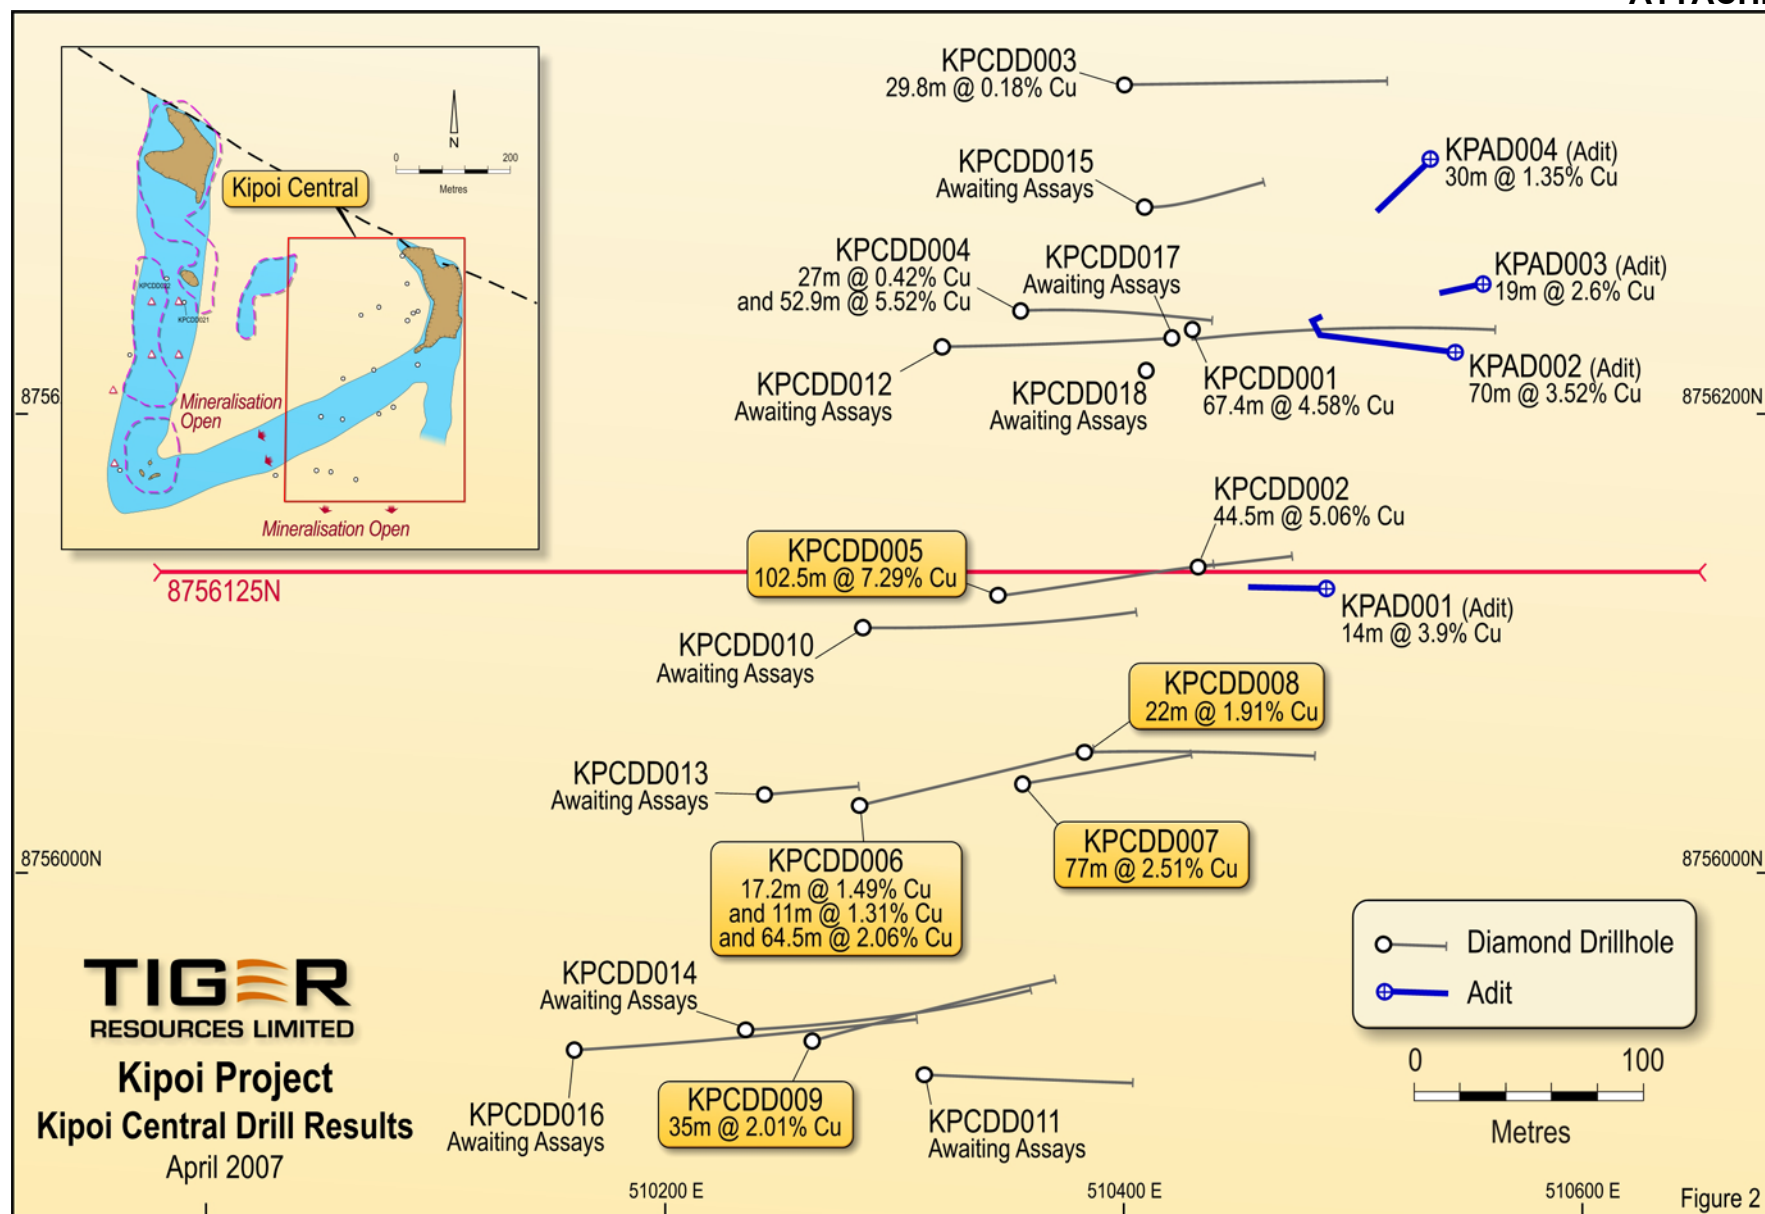 KPCDD003
29.8m @ 0.18% Cu
KPCDD015
Awaiting Assays
KPAD004 (Adit)
30m @ 1.35% Cu
KPCDD004
27m @ 0.42% Cu
and 52.9m @ 5.52% Cu
KPCDD017
Awaiting Assays
KPAD003 (Adit)
19m @ 2.6% Cu
KPCDD012
Awaiting Assays
KPCDD018
Awaiting Assays
KPCDD001
67.4m @ 4.58% Cu
KPAD002 (Adit)
70m @ 3.52% Cu
N
0 200
Metres
Kipoi Central
KPCDD021
Mineralisation
Open
Mineralisation Open
8756
8756200N
KPCDD002
44.5m @ 5.06% Cu
KPCDD005
102.5m @ 7.29% Cu
8756125N
KPAD001 (Adit)
14m @ 3.9% Cu
KPCDD010
Awaiting Assays
KPCDD008
22m @ 1.91% Cu
KPCDD013
Awaiting Assays
KPCDD007
77m @ 2.51% Cu
8756000N
8756000N
KPCDD006
17.2m @ 1.49% Cu
and 11m @ 1.31% Cu
and 64.5m @ 2.06% Cu
KPCDD014
Awaiting Assays
KPCDD016
Awaiting Assays
KPCDD009
35m @ 2.01% Cu
KPCDD011
Awaiting Assays
Diamond Drillhole
Adit
0 100
Metres
TIGER
RESOURCES LIMITED
Kipoi Project
Kipoi Central Drill Results
April 2007
510200 E
510400 E
510600 E
Figure 2